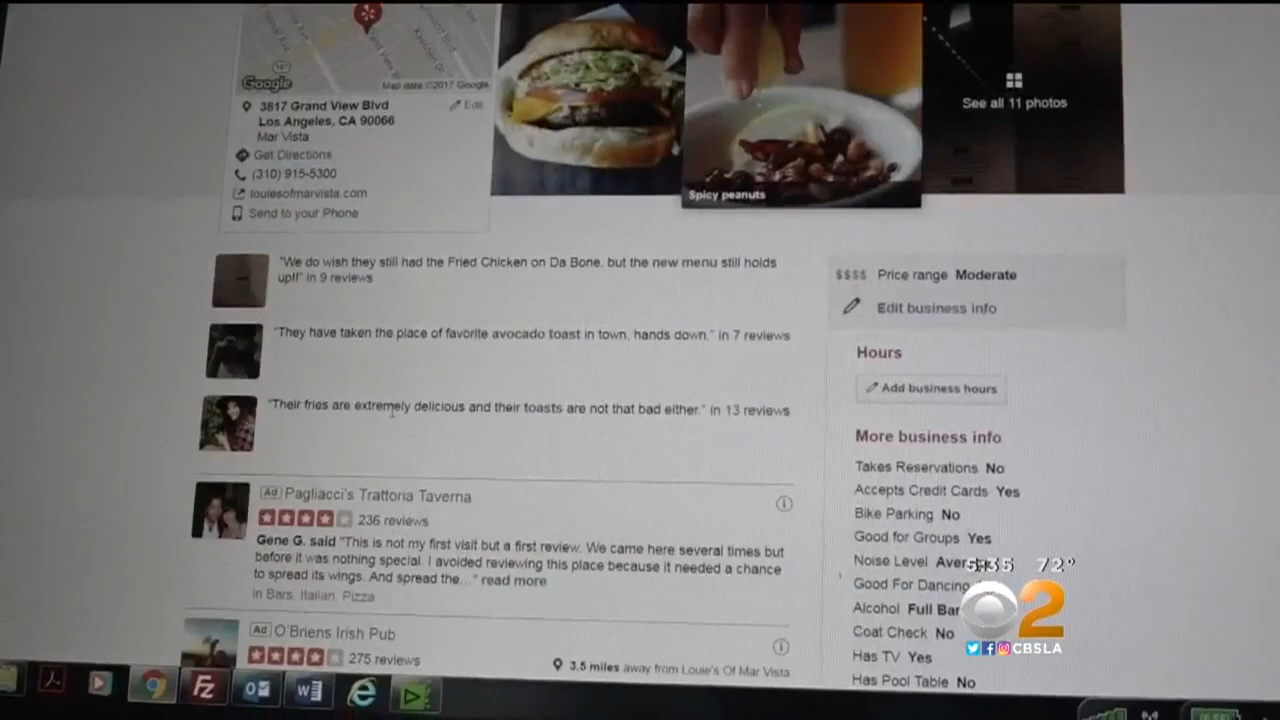 Google
Map data ©2017 Google
3817 Grand View Blvd
Edit
Los Angeles, CA 90066
Mar Vista
Get Directions
(310) 915-5300
louiesofmarvista.com
Send to your Phone
Spicy peanuts
See all 11 photos
"We do wish they still had the Fried Chicken on Da Bone, but the new menu still holds
up!!" in 9 reviews
"They have taken the place of favorite avocado toast in town, hands down." in 7 reviews
"Their fries are extremely delicious and their toasts are not that bad either." in 13 reviews
Ad Pagliacci's Trattoria Taverna
236 reviews
Gene G. said "This is not my first visit but a first review. We came here several times but
before it was nothing special. I avoided reviewing this place because it needed a chance
to spread its wings. And spread the..." read more
in Bars, Italian, Pizza
Ad O'Briens Irish Pub
275 reviews
3.5 miles away from Louie's Of Mar Vista
$$$$ Price range Moderate
Edit business info
Hours
Add business hours
More business info
Takes Reservations No
Accepts Credit Cards Yes
Bike Parking No
Good for Groups Yes
Noise Level
Good For Dancing
Alcohol Full Bar
Coat Check No
Has TV Yes
Has Pool Table No
5:35 72°
2
CBSLA